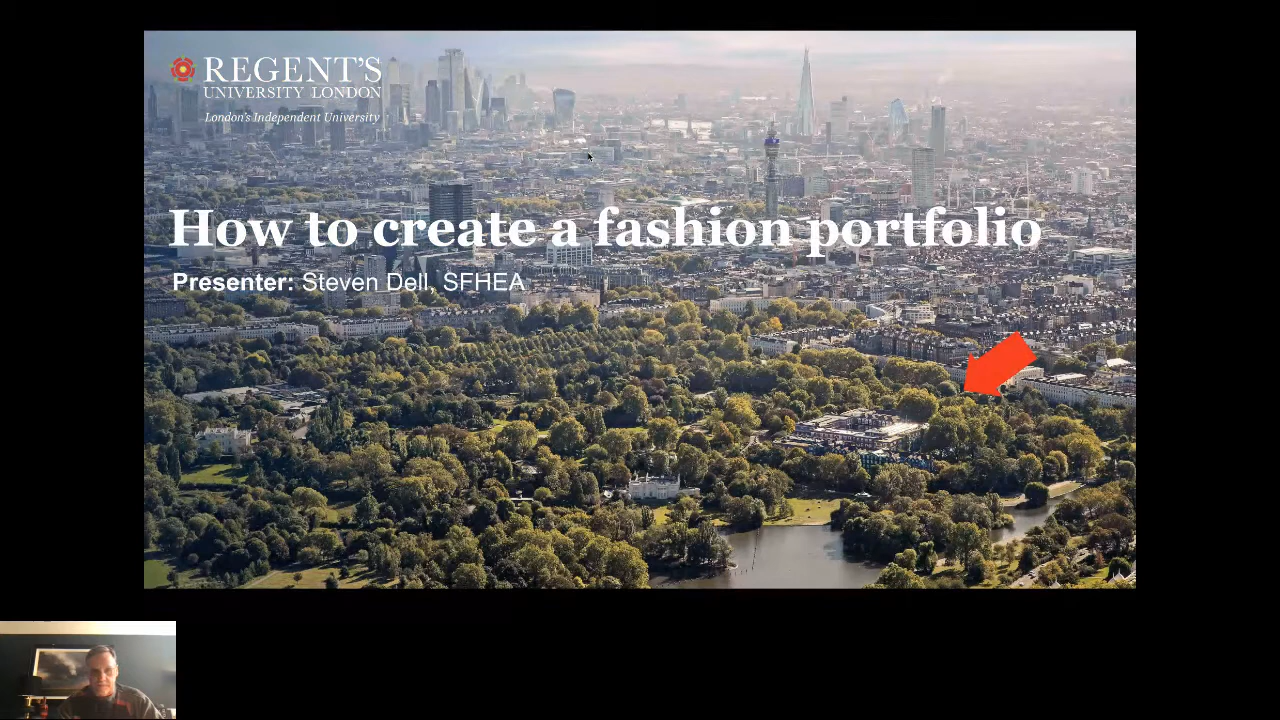 REGENT'S
UNIVERSITY LONDON
London's Independent University
How to create a fashion portfolio
Presenter: Steven Dell, SFHEA